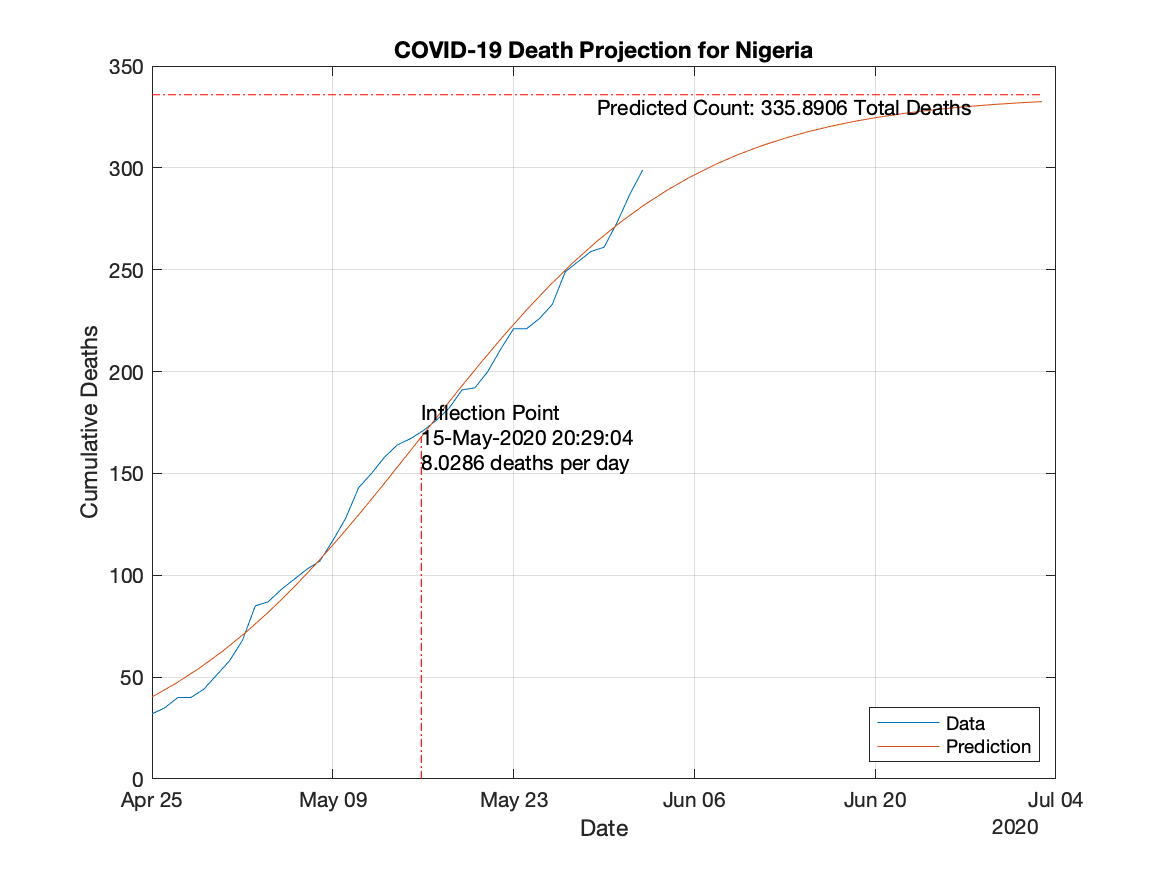 COVID-19 Death Projection for Nigeria
350
300
250
200
150
100
50
0
Cumulative Deaths
Predicted Count: 335.8906 Total Deaths
Inflection Point
15-May-2020 20:29:04
8.0286 deaths per day
Data
Prediction
Apr 25 May 09 May 23 Jun 06 Jun 20 Jul 04
Date
2020